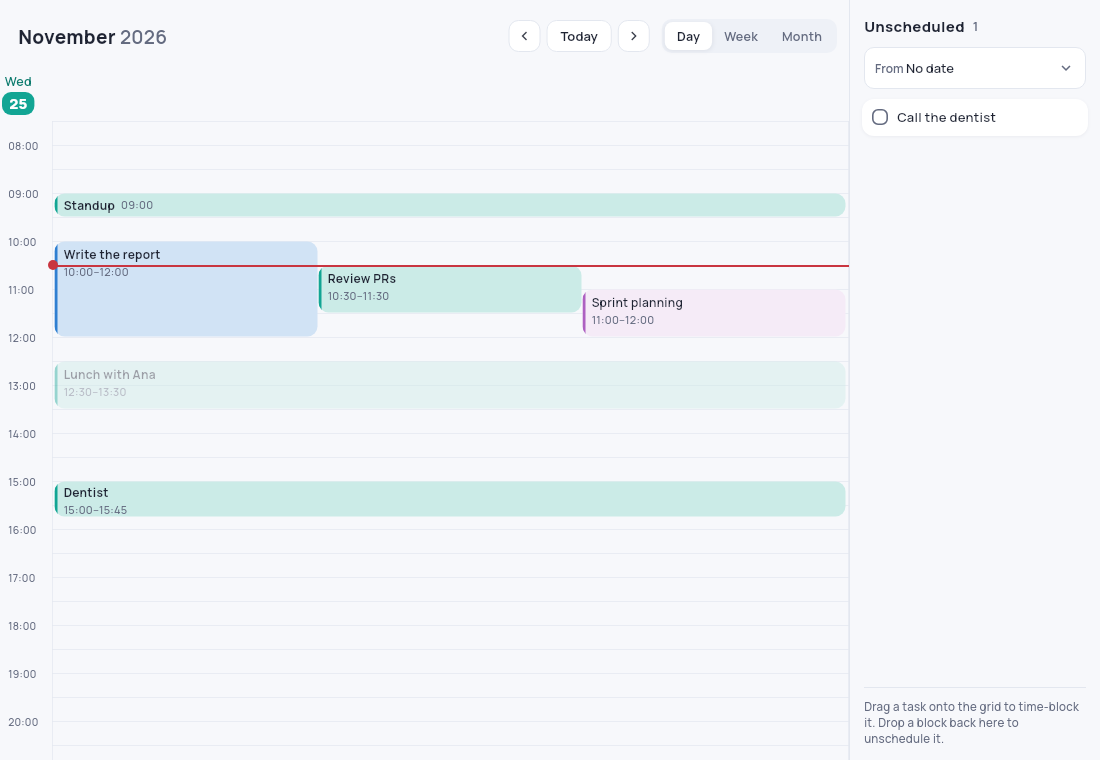 November 2026
Today
Day Week Month
Wed
25
08:00
09:00
Standup 09:00
10:00
Write the report
10:00–12:00
Review PRs
10:30–11:30
11:00
Sprint planning
11:00–12:00
12:00
Lunch with Ana
12:30–13:30
13:00
14:00
15:00
Dentist
15:00–15:45
16:00
17:00
18:00
19:00
20:00
Unscheduled 1
From No date
Call the dentist
Drag a task onto the grid to time-block
it. Drop a block back here to
unschedule it.